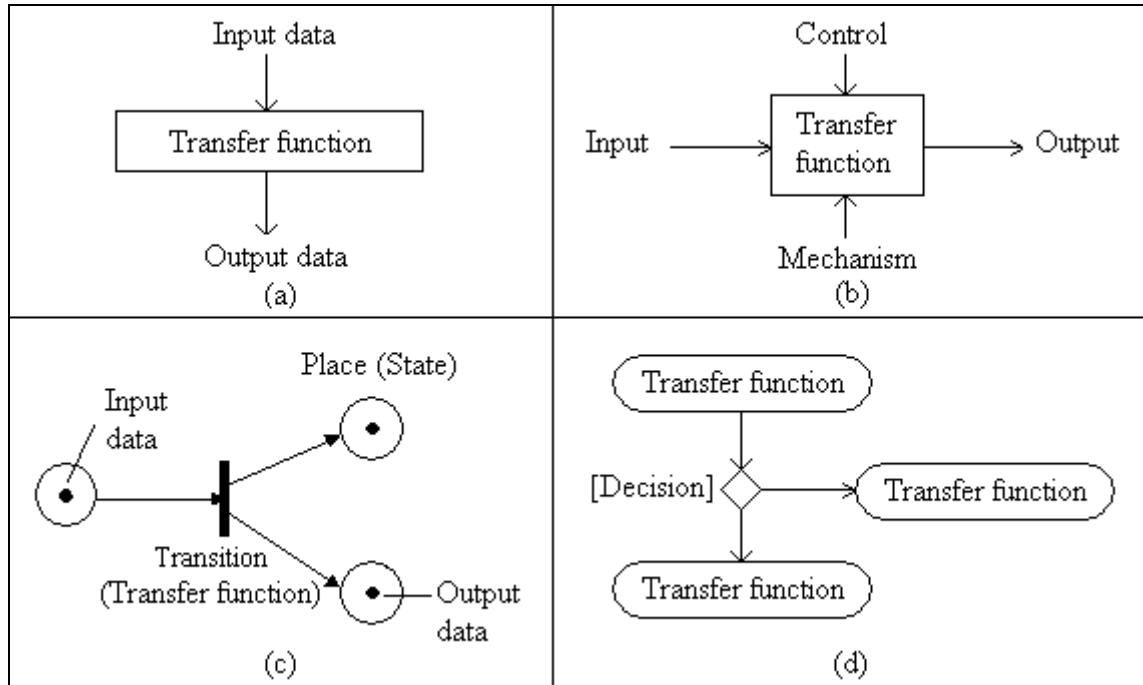 Input data
Transfer function
Output data
(a)
Control
Input
Transfer
function
Output
Mechanism
(b)
Place (State)
Input
data
Transition
(Transfer function)
Output
data
(c)
Transfer function
[Decision]
Transfer function
Transfer function
(d)